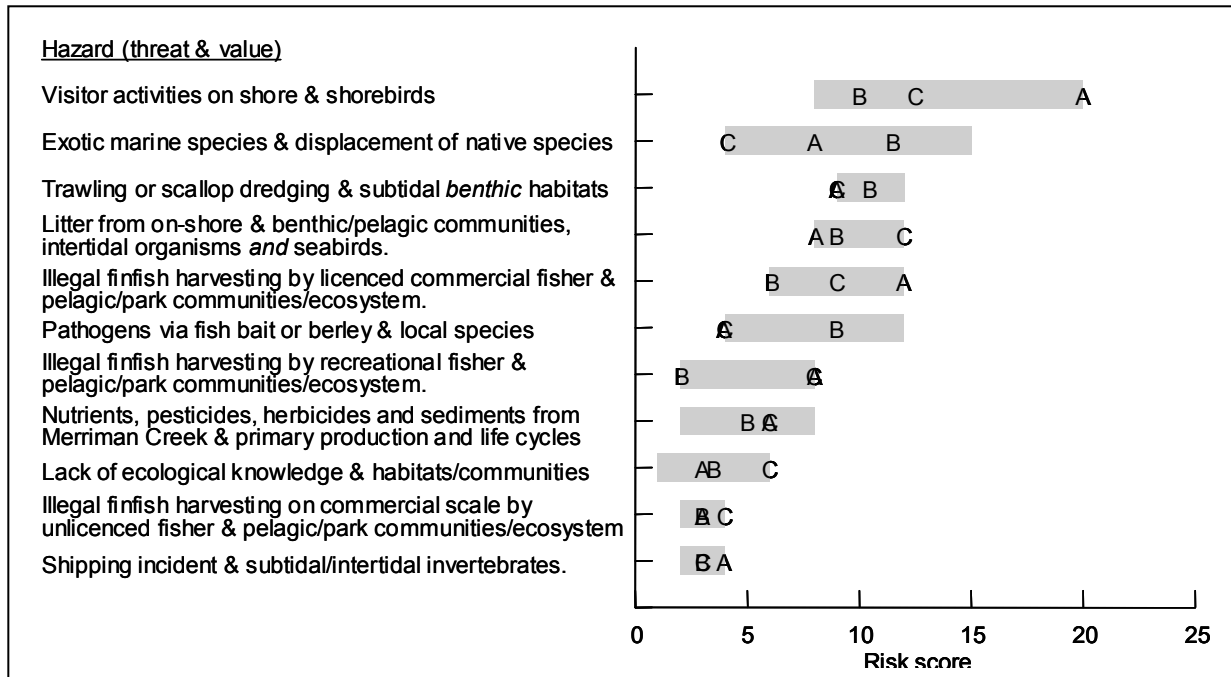 Hazard (threat & value)
Visitor activities on shore & shorebirds
B C A
Exotic marine species & displacement of native species
C A B
Trawling or scallop dredging & subtidal benthic habitats
A C B
Litter from on-shore & benthic/pelagic communities,
intertidal organisms and seabirds.
A B C
Illegal finfish harvesting by licenced commercial fisher &
pelagic/park communities/ecosystem.
B C A
Pathogens via fish bait or berley & local species
A C B
Illegal finfish harvesting by recreational fisher &
pelagic/park communities/ecosystem.
B C A
Nutrients, pesticides, herbicides and sediments from
Merriman Creek & primary production and life cycles
B A C
Lack of ecological knowledge & habitats/communities
A B C
Illegal finfish harvesting on commercial scale by
unlicenced fisher & pelagic/park communities/ecosystem
B A C
Shipping incident & subtidal/intertidal invertebrates.
B C A
0 5 10 15 20 25
Risk score